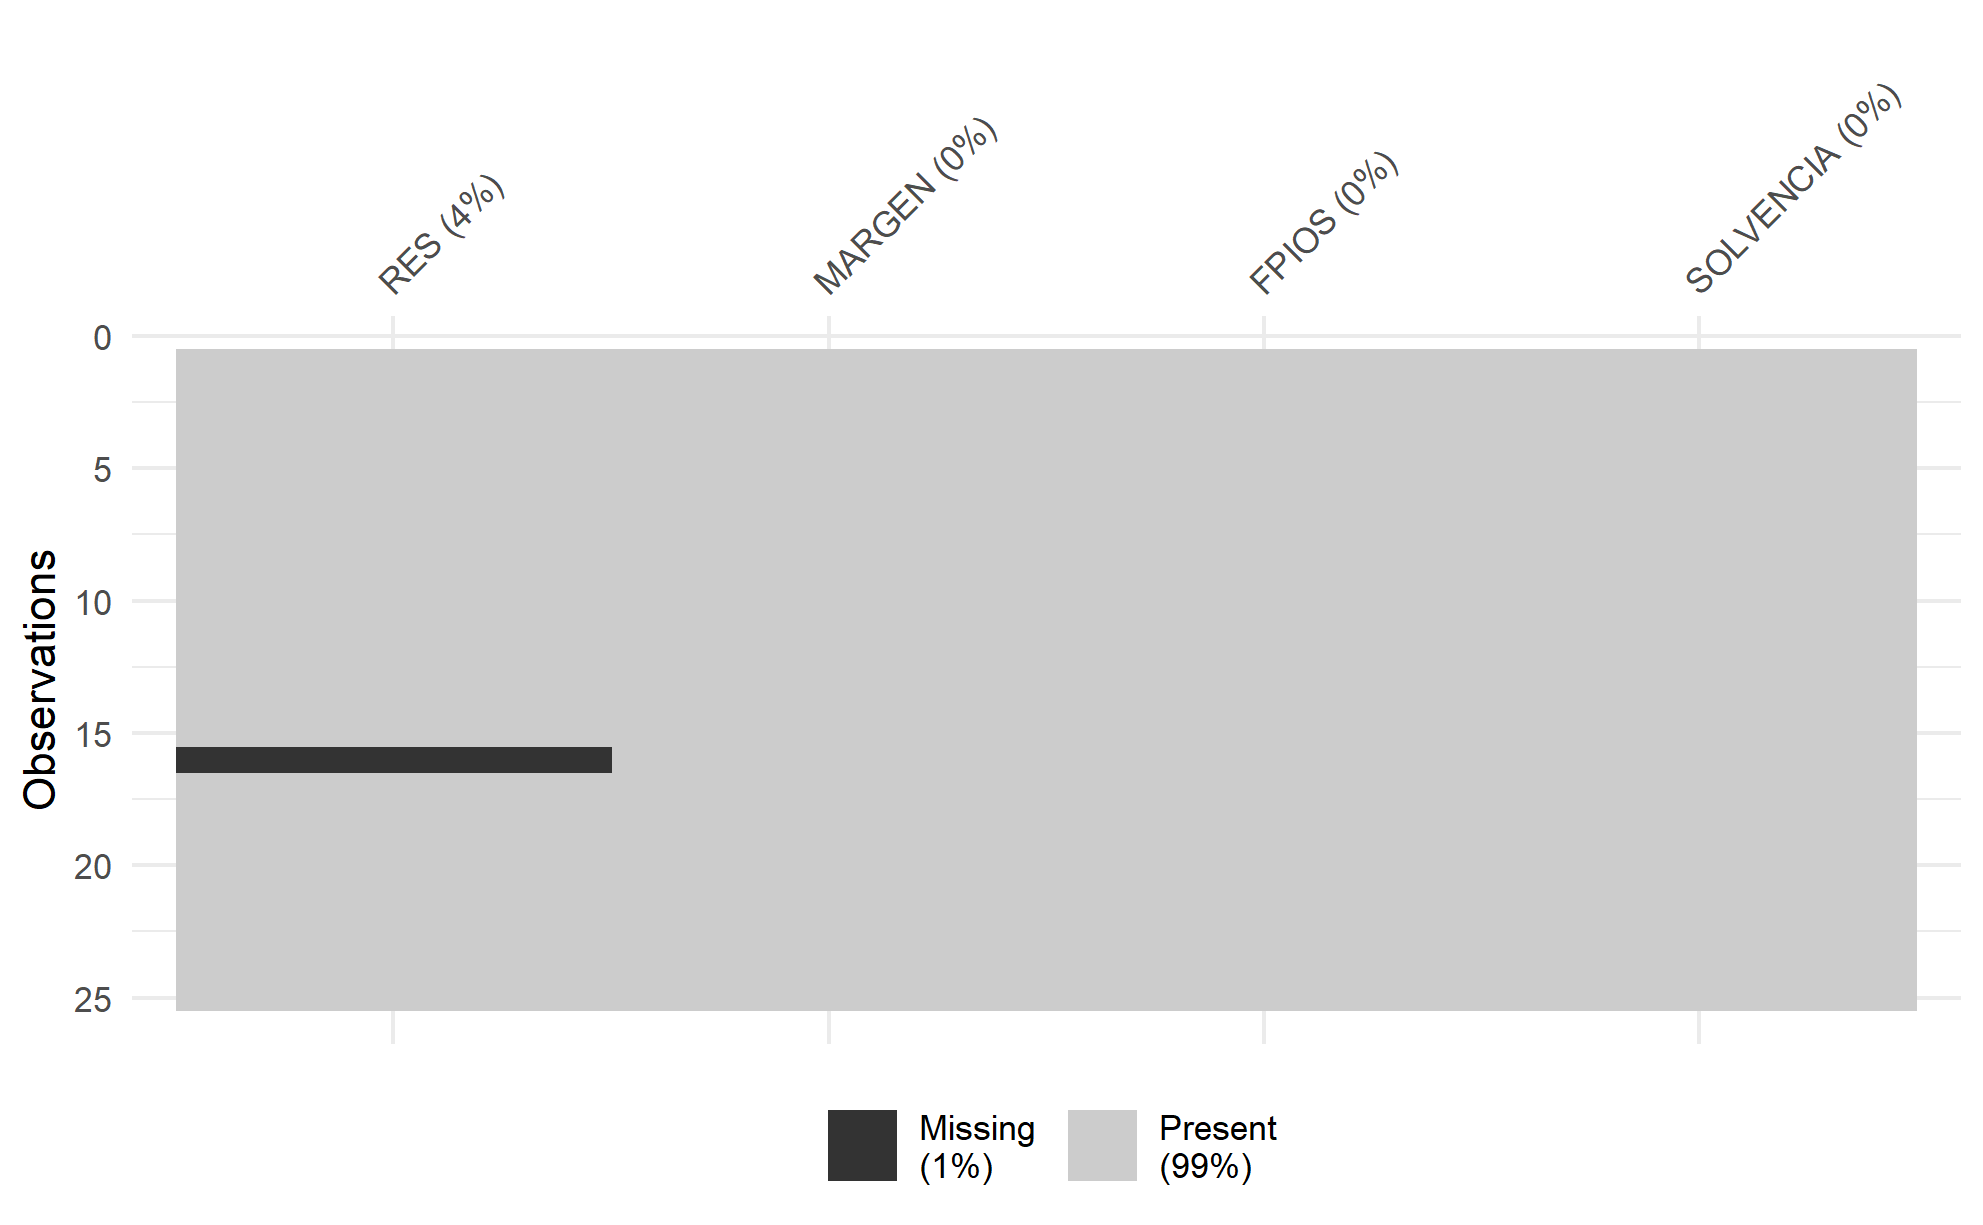 RES (4%)
MARGEN (0%)
FPIOS (0%)
SOLVENCIA (0%)
0
5
10
15
20
25
Observations
Missing
(1%)
Present
(99%)